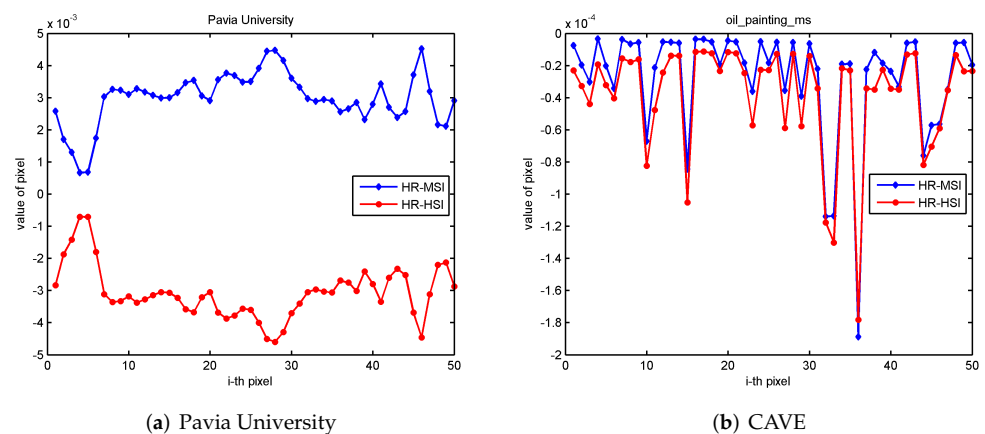 x 10⁻³
Pavia University
5
4
3
2
1
0
-1
-2
-3
-4
-5
value of pixel
HR-MSI
HR-HSI
0 10 20 30 40 50
i-th pixel
(a) Pavia University
x 10⁻⁴
oil_painting_ms
0
-0.2
-0.4
-0.6
-0.8
-1
-1.2
-1.4
-1.6
-1.8
-2
value of pixel
HR-MSI
HR-HSI
0 10 20 30 40 50
i-th pixel
(b) CAVE